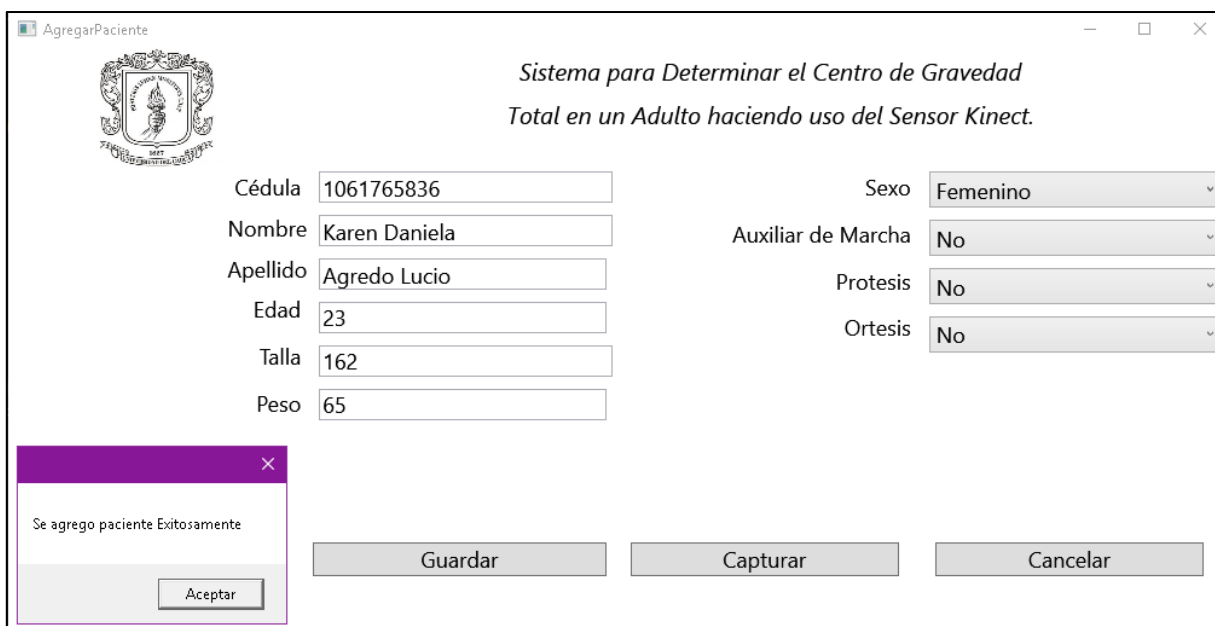 AgregarPaciente
Sistema para Determinar el Centro de Gravedad
Total en un Adulto haciendo uso del Sensor Kinect.
Cédula 1061765836
Nombre Karen Daniela
Apellido Agredo Lucio
Edad 23
Talla 162
Peso 65
Sexo Femenino
Auxiliar de Marcha No
Protesis No
Ortesis No
Se agrego paciente Exitosamente
Aceptar
Guardar Capturar Cancelar